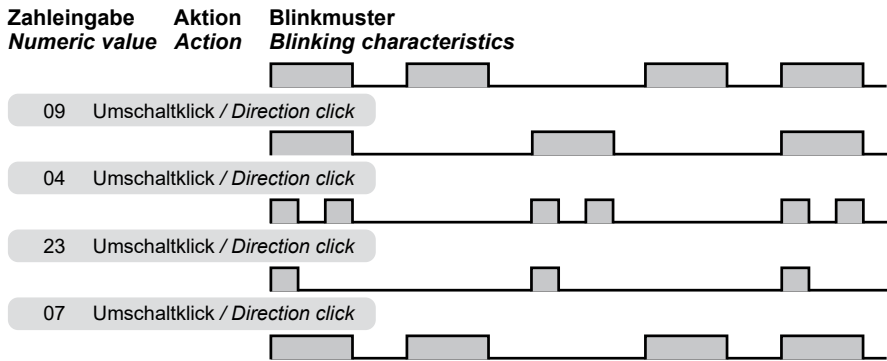 Zahleingabe Aktion Blinkmuster
Numeric value Action Blinking characteristics
09 Umschaltklick / Direction click
04 Umschaltklick / Direction click
23 Umschaltklick / Direction click
07 Umschaltklick / Direction click